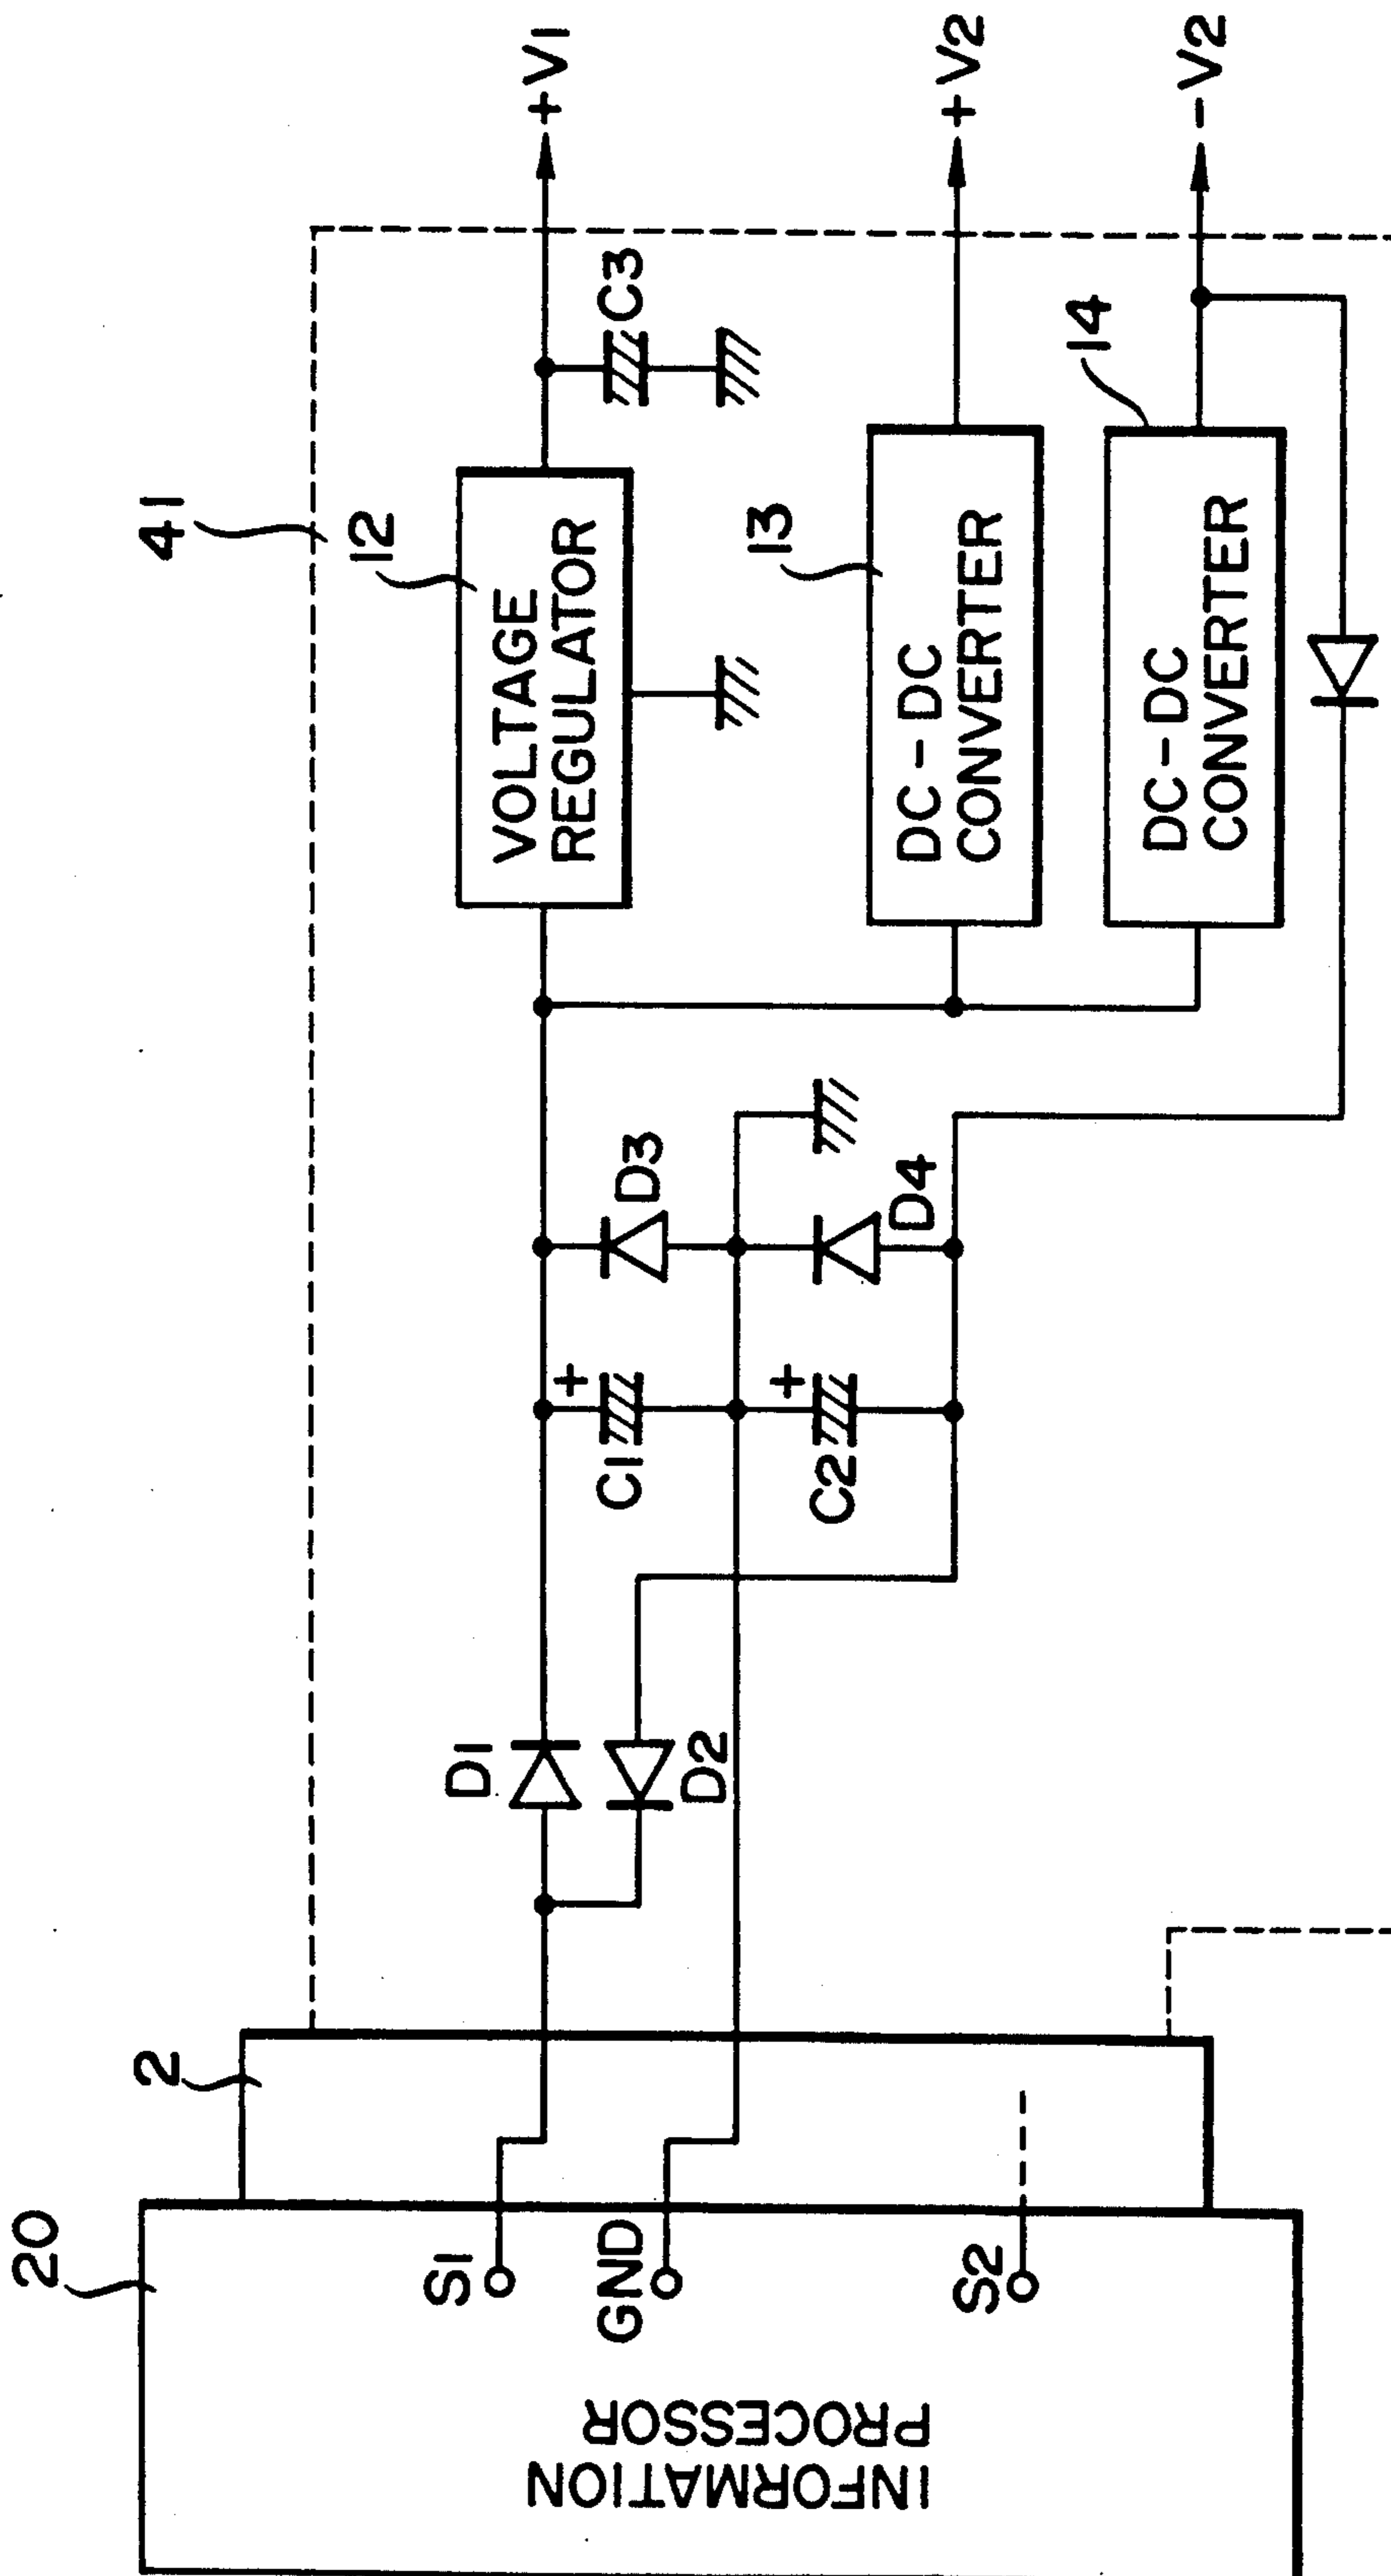 20
INFORMATION
PROCESSOR
S1
GND
S2
2
D1
D2
C1
+
C2
+
D3
D4
41
12
VOLTAGE
REGULATOR
13
DC-DC
CONVERTER
14
DC-DC
CONVERTER
C3
+V1
+V2
-V2